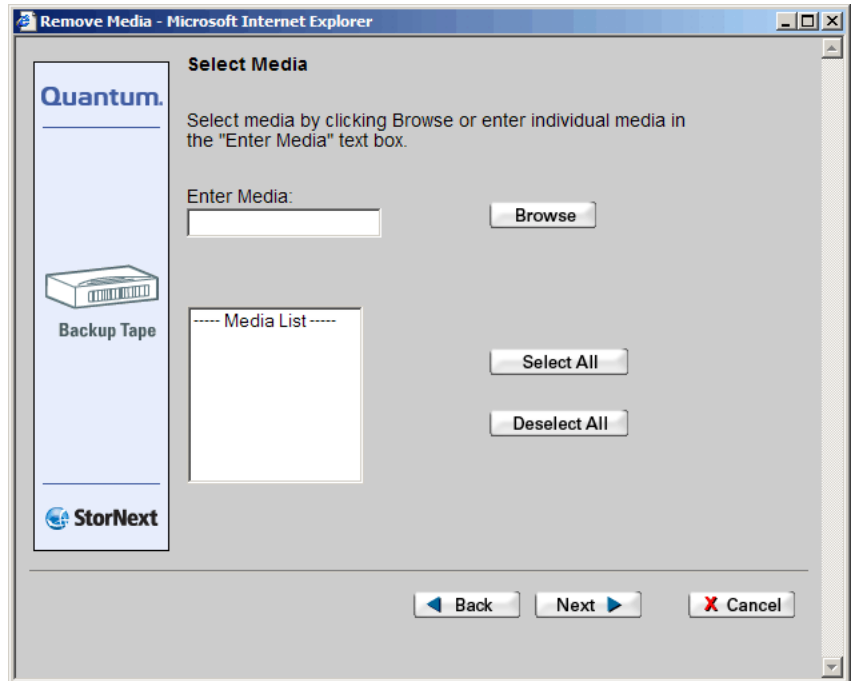 Remove Media - Microsoft Internet Explorer
Select Media
Quantum.
Select media by clicking Browse or enter individual media in
the "Enter Media" text box.
Enter Media:
Browse
Backup Tape
----- Media List -----
Select All
Deselect All
StorNext
Back
Next
X Cancel